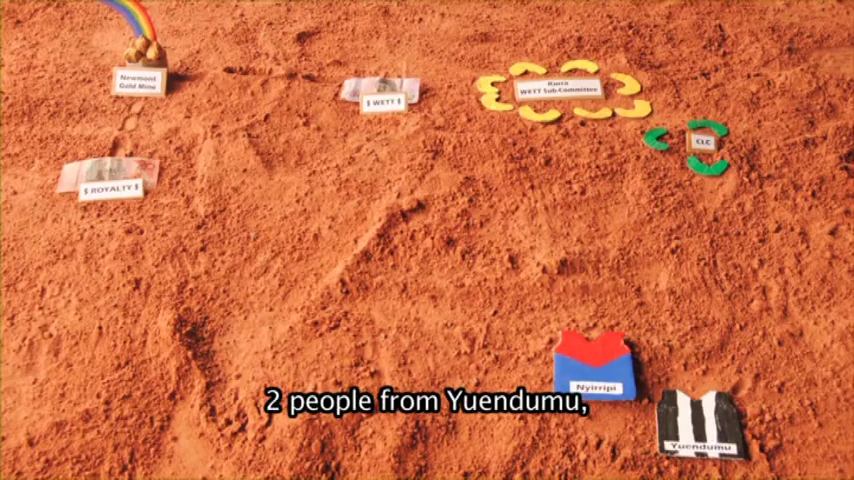 Newmont
Gold Mine
$ WETT $
Kurra
WETT Sub-Committee
CLC
$ ROYALTY $
Nyirripi
2 people from Yuendumu,
Yuendumu